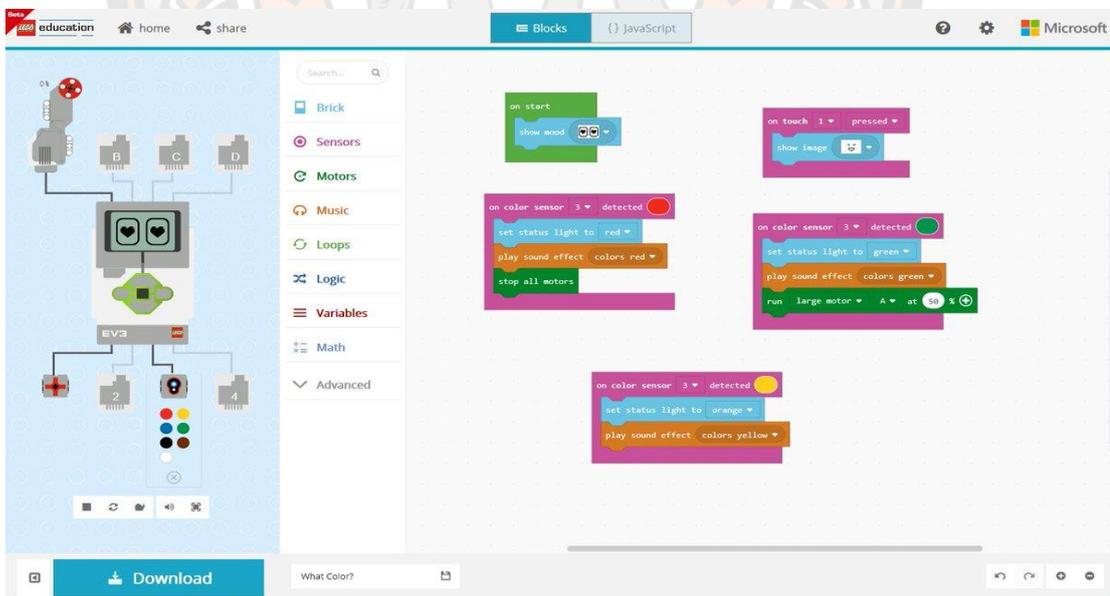 Beta
LEGO education home share Blocks {} JavaScript Microsoft
Search...
Brick
Sensors
Motors
Music
Loops
Logic
Variables
Math
Advanced
B C D
EV3
2 4
on start
show mood
on touch 1 pressed
show image
on color sensor 3 detected
set status light to red
play sound effect colors red
stop all motors
on color sensor 3 detected
set status light to green
play sound effect colors green
run large motor A at 50 %
on color sensor 3 detected
set status light to orange
play sound effect colors yellow
Download
What Color?